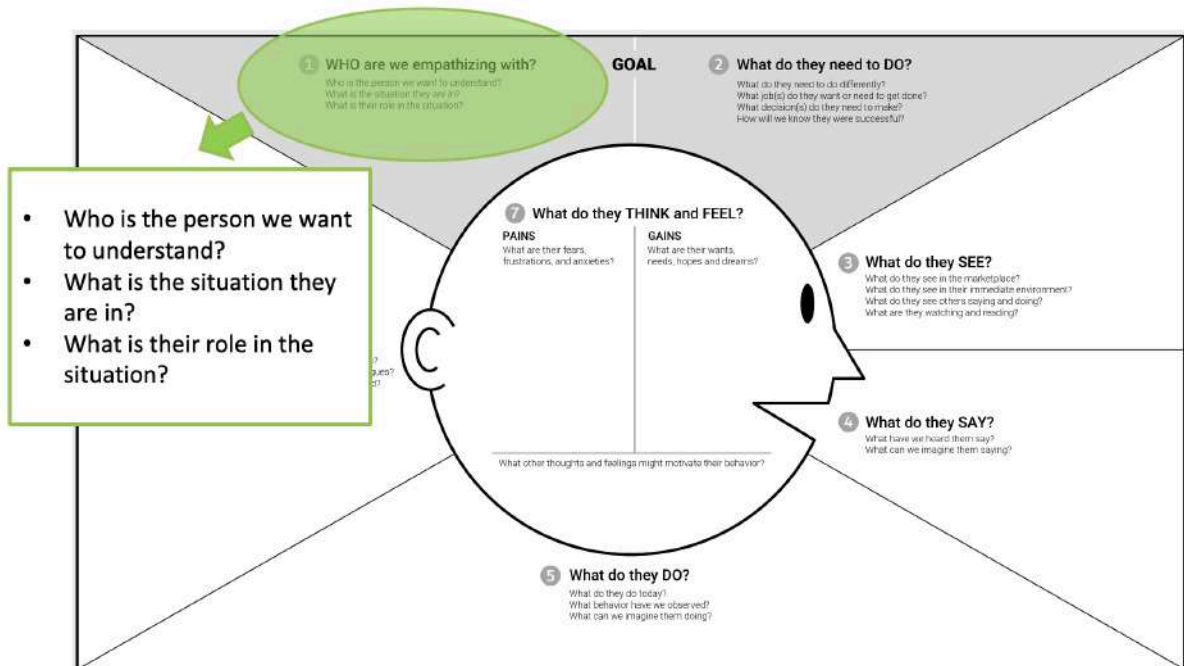 1 WHO are we empathizing with?
Who is the person we want to understand?
What is the situation they are in?
What is their role in the situation?
GOAL
2 What do they need to DO?
What do they need to do differently?
What job(s) do they want or need to get done?
What decision(s) do they need to make?
How will we know they were successful?
• Who is the person we want
to understand?
• What is the situation they
are in?
• What is their role in the
situation?
7 What do they THINK and FEEL?
PAINS
What are their fears,
frustrations, and anxieties?
GAINS
What are their wants,
needs, hopes and dreams?
What other thoughts and feelings might motivate their behavior?
3 What do they SEE?
What do they see in the marketplace?
What do they see in their immediate environment?
What do they see others saying and doing?
What are they watching and reading?
4 What do they SAY?
What have we heard them say?
What can we imagine them saying?
5 What do they DO?
What do they do today?
What behavior have we observed?
What can we imagine them doing?